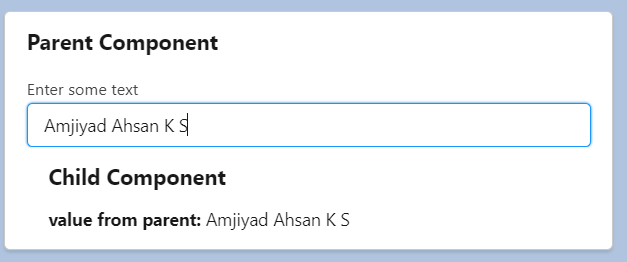 Parent Component
Enter some text
Amjiyad Ahsan K S
Child Component
value from parent: Amjiyad Ahsan K S